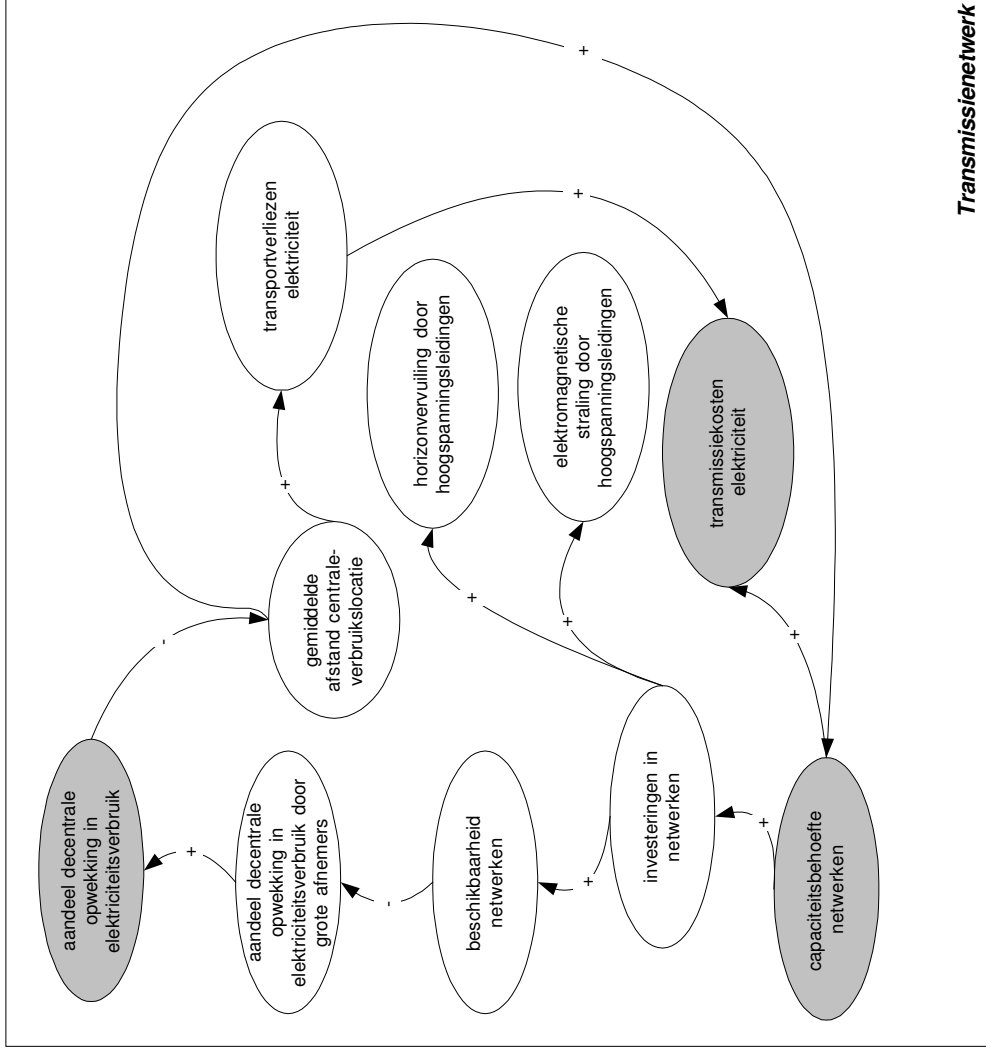 aandeel decentrale
opwekking in
elektriciteitsverbruik
+
aandeel decentrale
opwekking in
elektriciteitsverbruik door
grote afnemers
-
beschikbaarheid
netwerken
+
investeringen in
netwerken
+
capaciteitsbehoefte
netwerken
-
gemiddelde
afstand centrale-
verbruikslocatie
+
+
+
+
transportverliezen
elektriciteit
horizonvervuiling door
hoogspanningsleidingen
elektromagnetische
straling door
hoogspanningsleidingen
transmissiekosten
elektriciteit
+
+
Transmissienetwerk